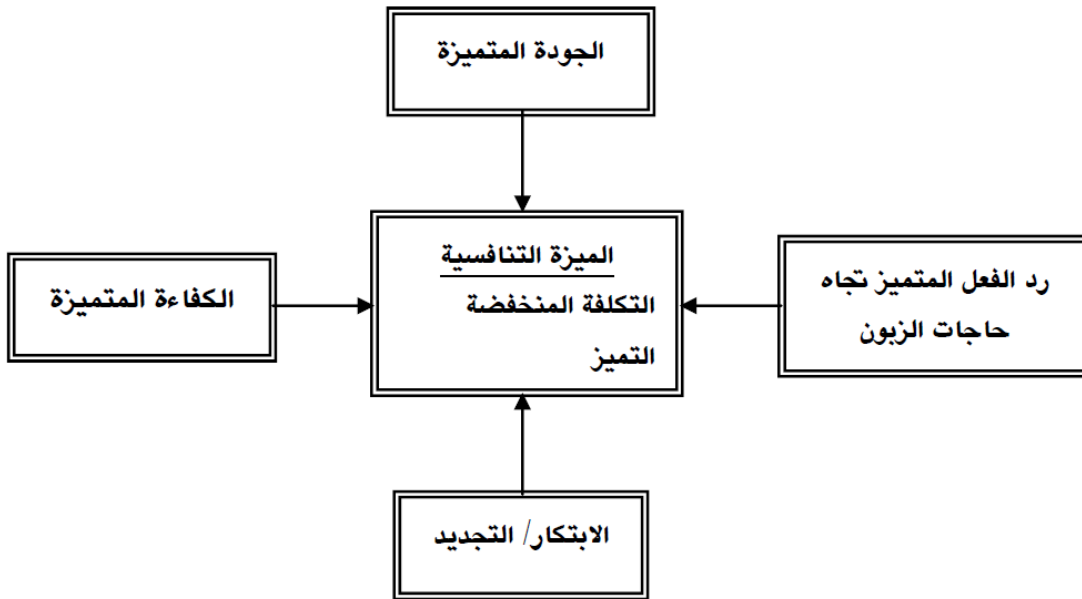 الجودة المتميزة
الميزة التنافسية
التكلفة المنخفضة
التميز
رد الفعل المتميز تجاه
حاجات الزبون
الكفاءة المتميزة
الابتكار/ التجديد